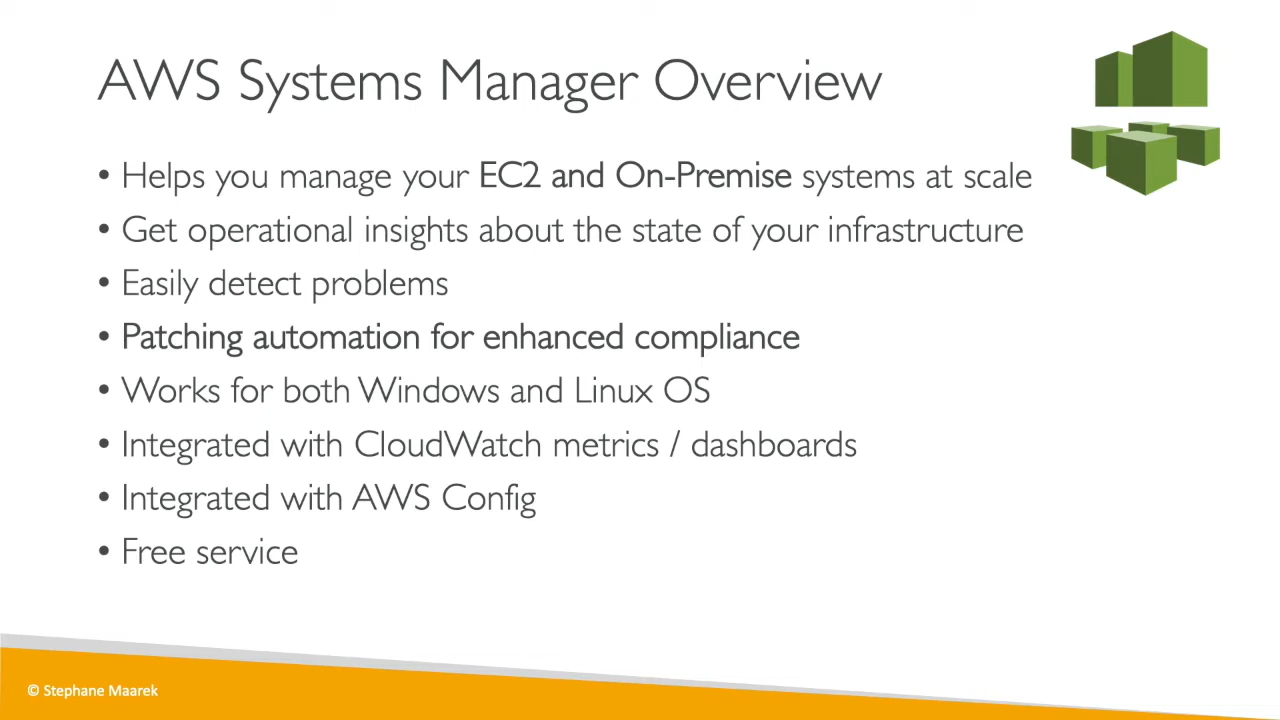 AWS Systems Manager Overview
• Helps you manage your EC2 and On-Premise systems at scale
• Get operational insights about the state of your infrastructure
• Easily detect problems
• Patching automation for enhanced compliance
• Works for both Windows and Linux OS
• Integrated with CloudWatch metrics / dashboards
• Integrated with AWS Config
• Free service
© Stephane Maarek